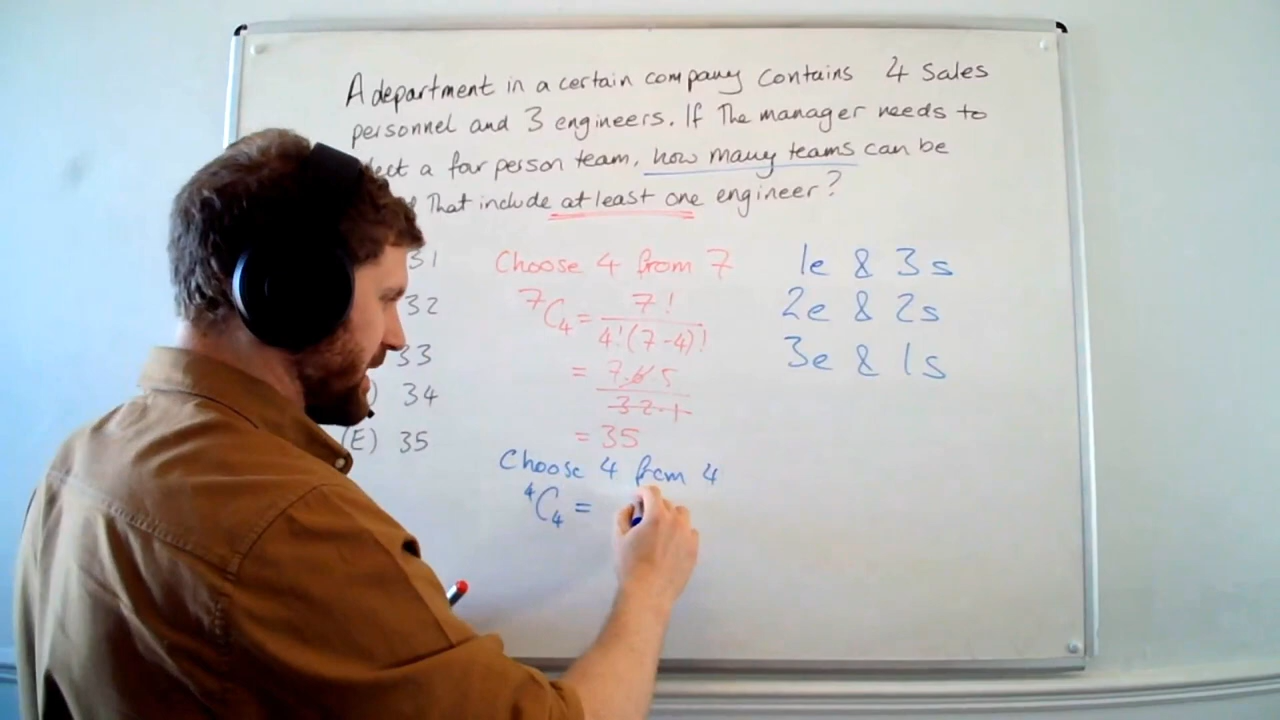 A department in a certain company contains 4 sales
personnel and 3 engineers. If the manager needs to
a four person team, how many teams can be
that include at least one engineer?
31
32
33
34
(E) 35
Choose 4 from 7
⁷C₄ = 7! / 4!(7-4)!
= 7.6.5 / 3.2.1
= 35
Choose 4 from 4
⁴C₄ =
1e & 3s
2e & 2s
3e & 1s